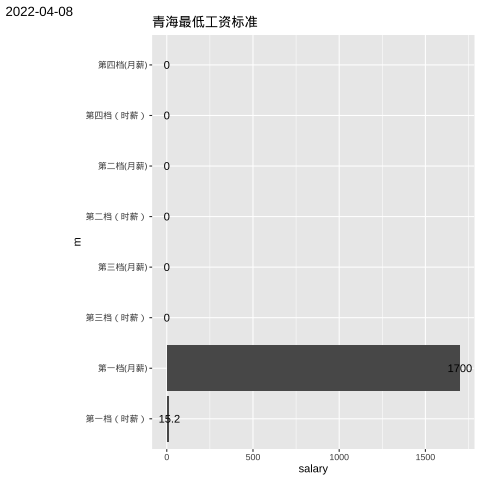 2022-04-08
青海最低工资标准
第四档(月薪)
0
第四档（时薪）
0
第二档(月薪)
0
第二档（时薪）
0
第三档(月薪)
0
第三档（时薪）
0
第一档(月薪)
1700
第一档（时薪）
15.2
m
0 500 1000 1500
salary